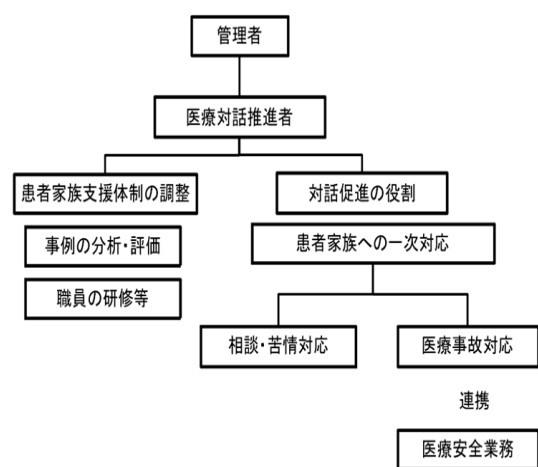 管理者
医療対話推進者
患者家族支援体制の調整
対話促進の役割
事例の分析・評価
患者家族への一次対応
職員の研修等
相談・苦情対応
医療事故対応
連携
医療安全業務